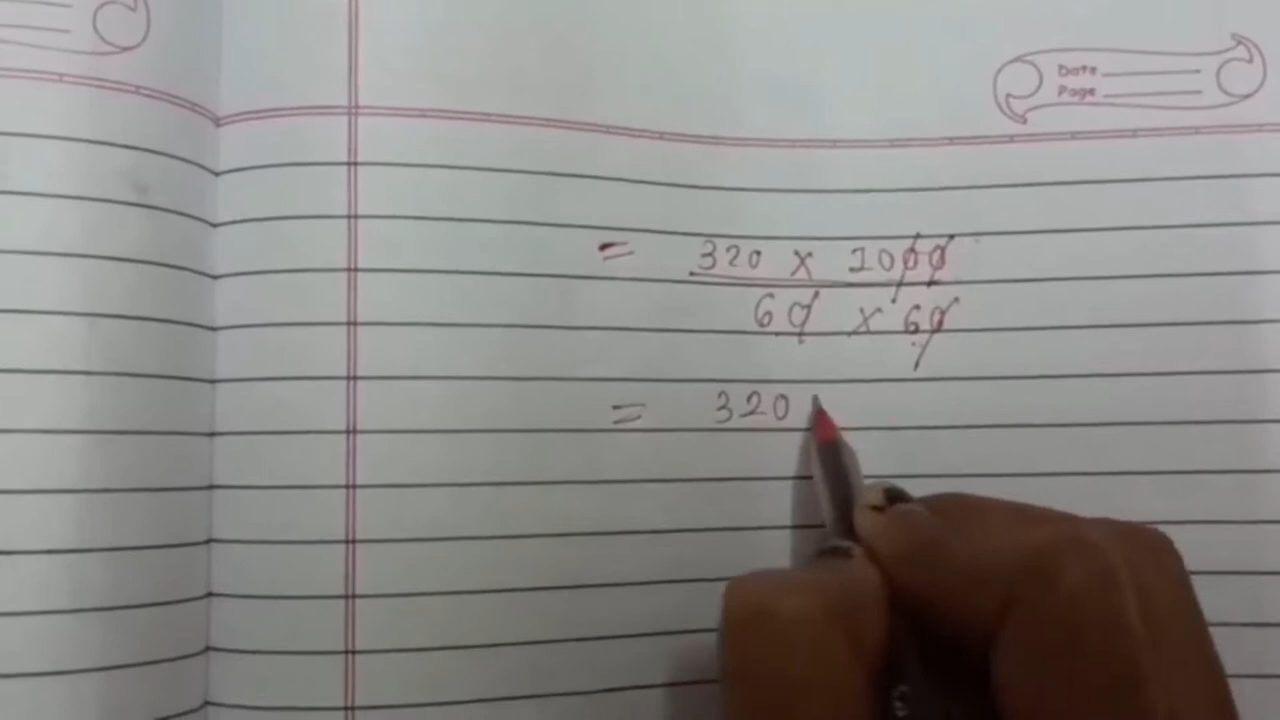 Date
Page
= 320 x 1000
60 x 60
= 320